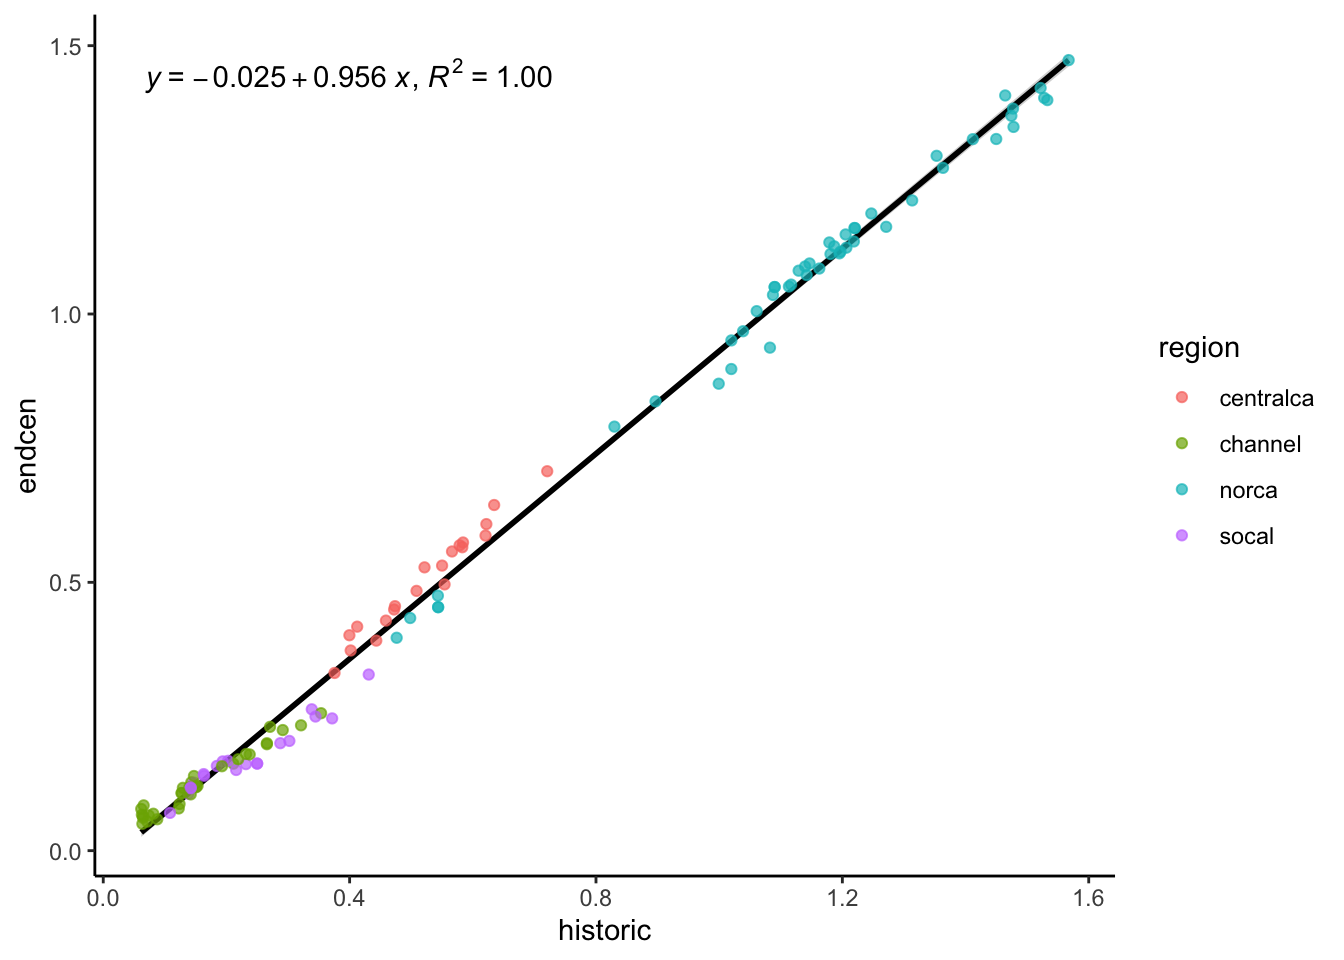 y = −0.025 + 0.956 x, R² = 1.00
1.5
1.0
0.5
0.0
endcen
0.0 0.4 0.8 1.2 1.6
historic
region
centralca
channel
norca
socal